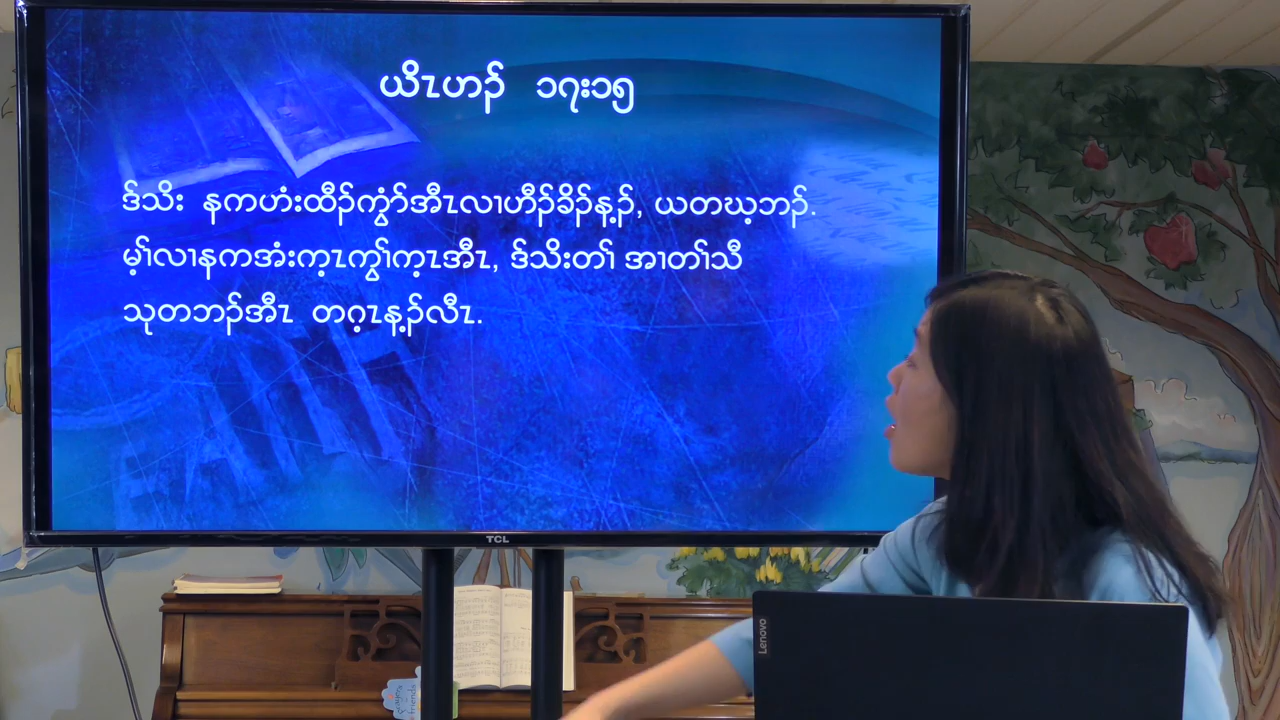 ယိၤဟၣ် ၁၇း၁၅
ဒ်သိး နကဟံးထီၣ်ကွံာ်အီၤလၢဟီၣ်ခိၣ်န့ၣ်, ယတဃ့ဘၣ်.
မ့ၢ်လၢနကအံးက့ၤကွၢ်က့ၤအီၤ, ဒ်သိးတၢ် အၢတၢ်သီ
သုတဘၣ်အီၤ တဂ့ၤန့ၣ်လီၤ.
TCL
Lenovo